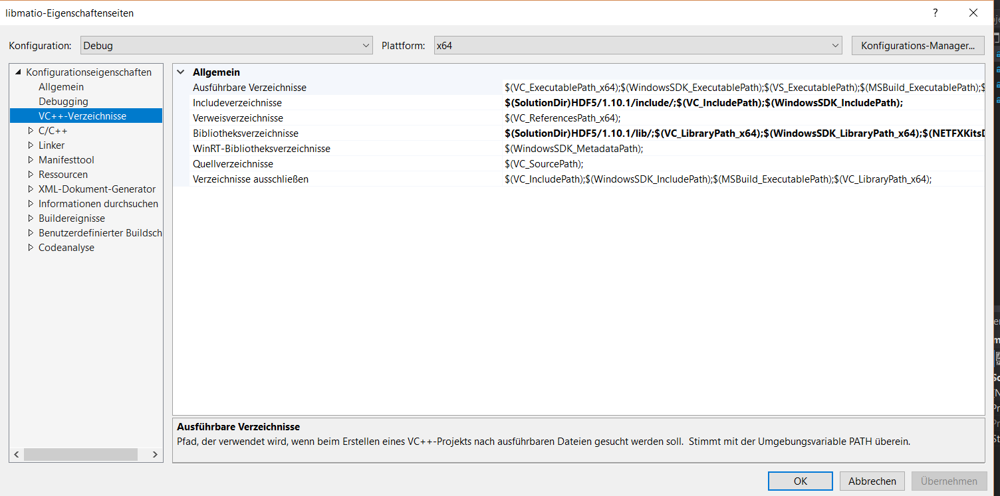 libmatio-Eigenschaftenseiten
?
Konfiguration:
Debug
Plattform:
x64
Konfigurations-Manager...
Konfigurationseigenschaften
Allgemein
Debugging
VC++-Verzeichnisse
C/C++
Linker
Manifesttool
Ressourcen
XML-Dokument-Generator
Informationen durchsuchen
Buildereignisse
Benutzerdefinierter Buildsch
Codeanalyse
Allgemein
Ausführbare Verzeichnisse $(VC_ExecutablePath_x64);$(WindowsSDK_ExecutablePath);$(VS_ExecutablePath);$(MSBuild_ExecutablePath);$
Includeverzeichnisse $(SolutionDir)HDF5/1.10.1/include/;$(VC_IncludePath);$(WindowsSDK_IncludePath);
Verweisverzeichnisse $(VC_ReferencesPath_x64);
Bibliotheksverzeichnisse $(SolutionDir)HDF5/1.10.1/lib/;$(VC_LibraryPath_x64);$(WindowsSDK_LibraryPath_x64);$(NETFXKitsD
WinRT-Bibliotheksverzeichnisse $(WindowsSDK_MetadataPath);
Quellverzeichnisse $(VC_SourcePath);
Verzeichnisse ausschließen $(VC_IncludePath);$(WindowsSDK_IncludePath);$(MSBuild_ExecutablePath);$(VC_LibraryPath_x64);
Ausführbare Verzeichnisse
Pfad, der verwendet wird, wenn beim Erstellen eines VC++-Projekts nach ausführbaren Dateien gesucht werden soll. Stimmt mit der Umgebungsvariable PATH überein.
OK
Abbrechen
Übernehmen